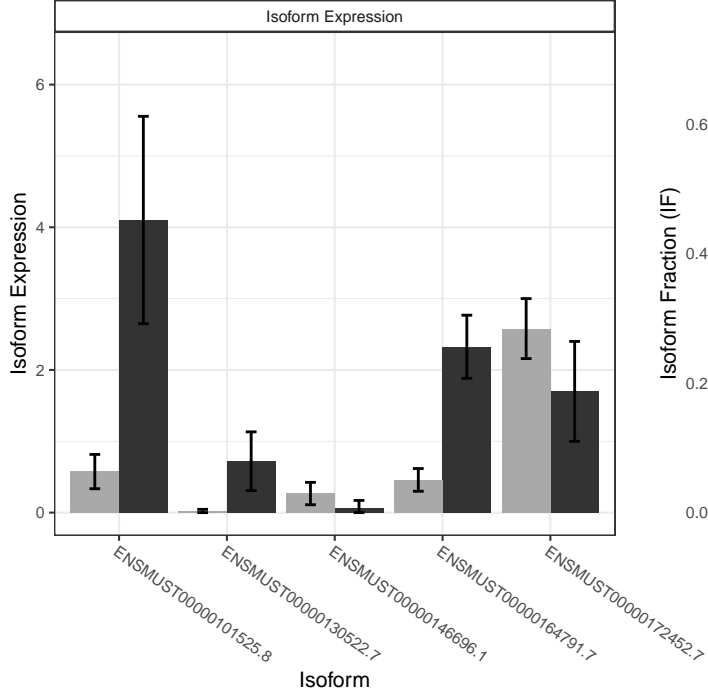 Isoform Expression
Isoform Expression
6
4
2
0
ENSMUST00000101525.8
ENSMUST00000130522.7
ENSMUST00000146696.1
ENSMUST00000164791.7
ENSMUST00000172452.7
Isoform
Isoform Fraction (IF)
0.6
0.4
0.2
0.0